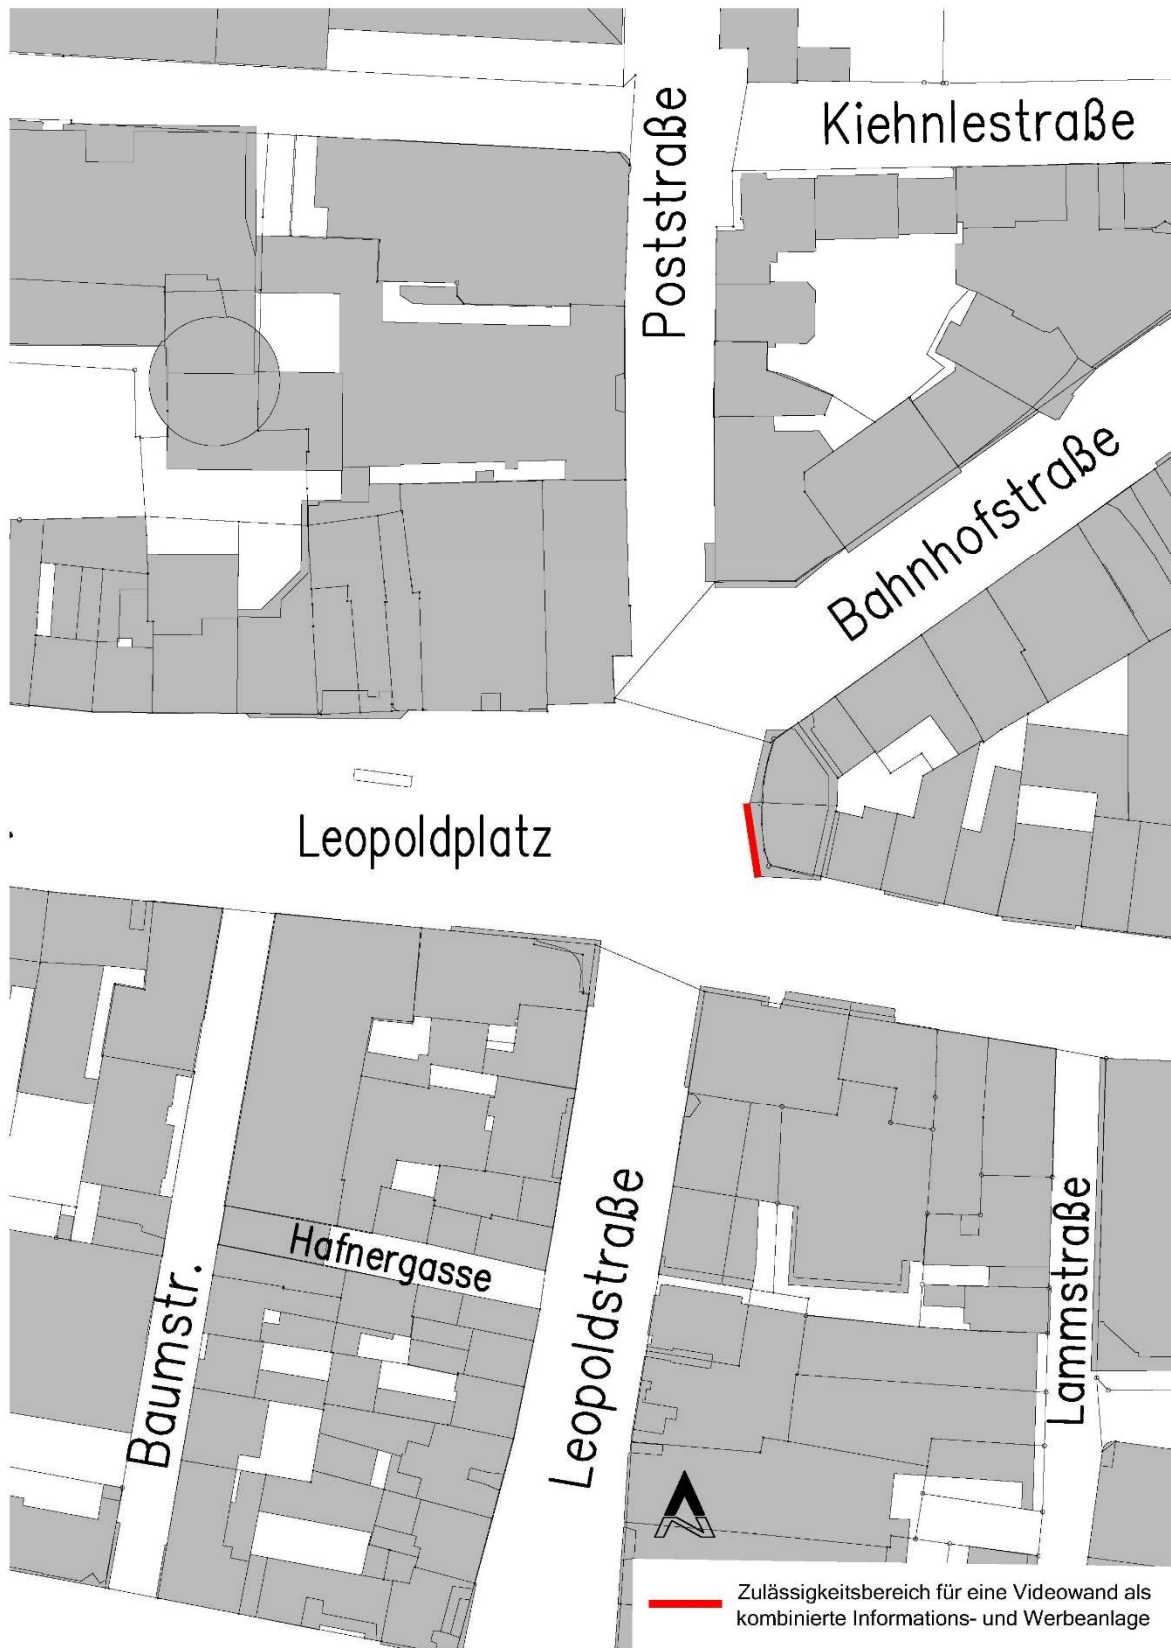 Kiehnlestraße
Poststraße
Bahnhofstraße
Leopoldplatz
Hafnergasse
Leopoldstraße
Lammstraße
Baumstr.
N
Zulässigkeitsbereich für eine Videowand als
kombinierte Informations- und Werbeanlage